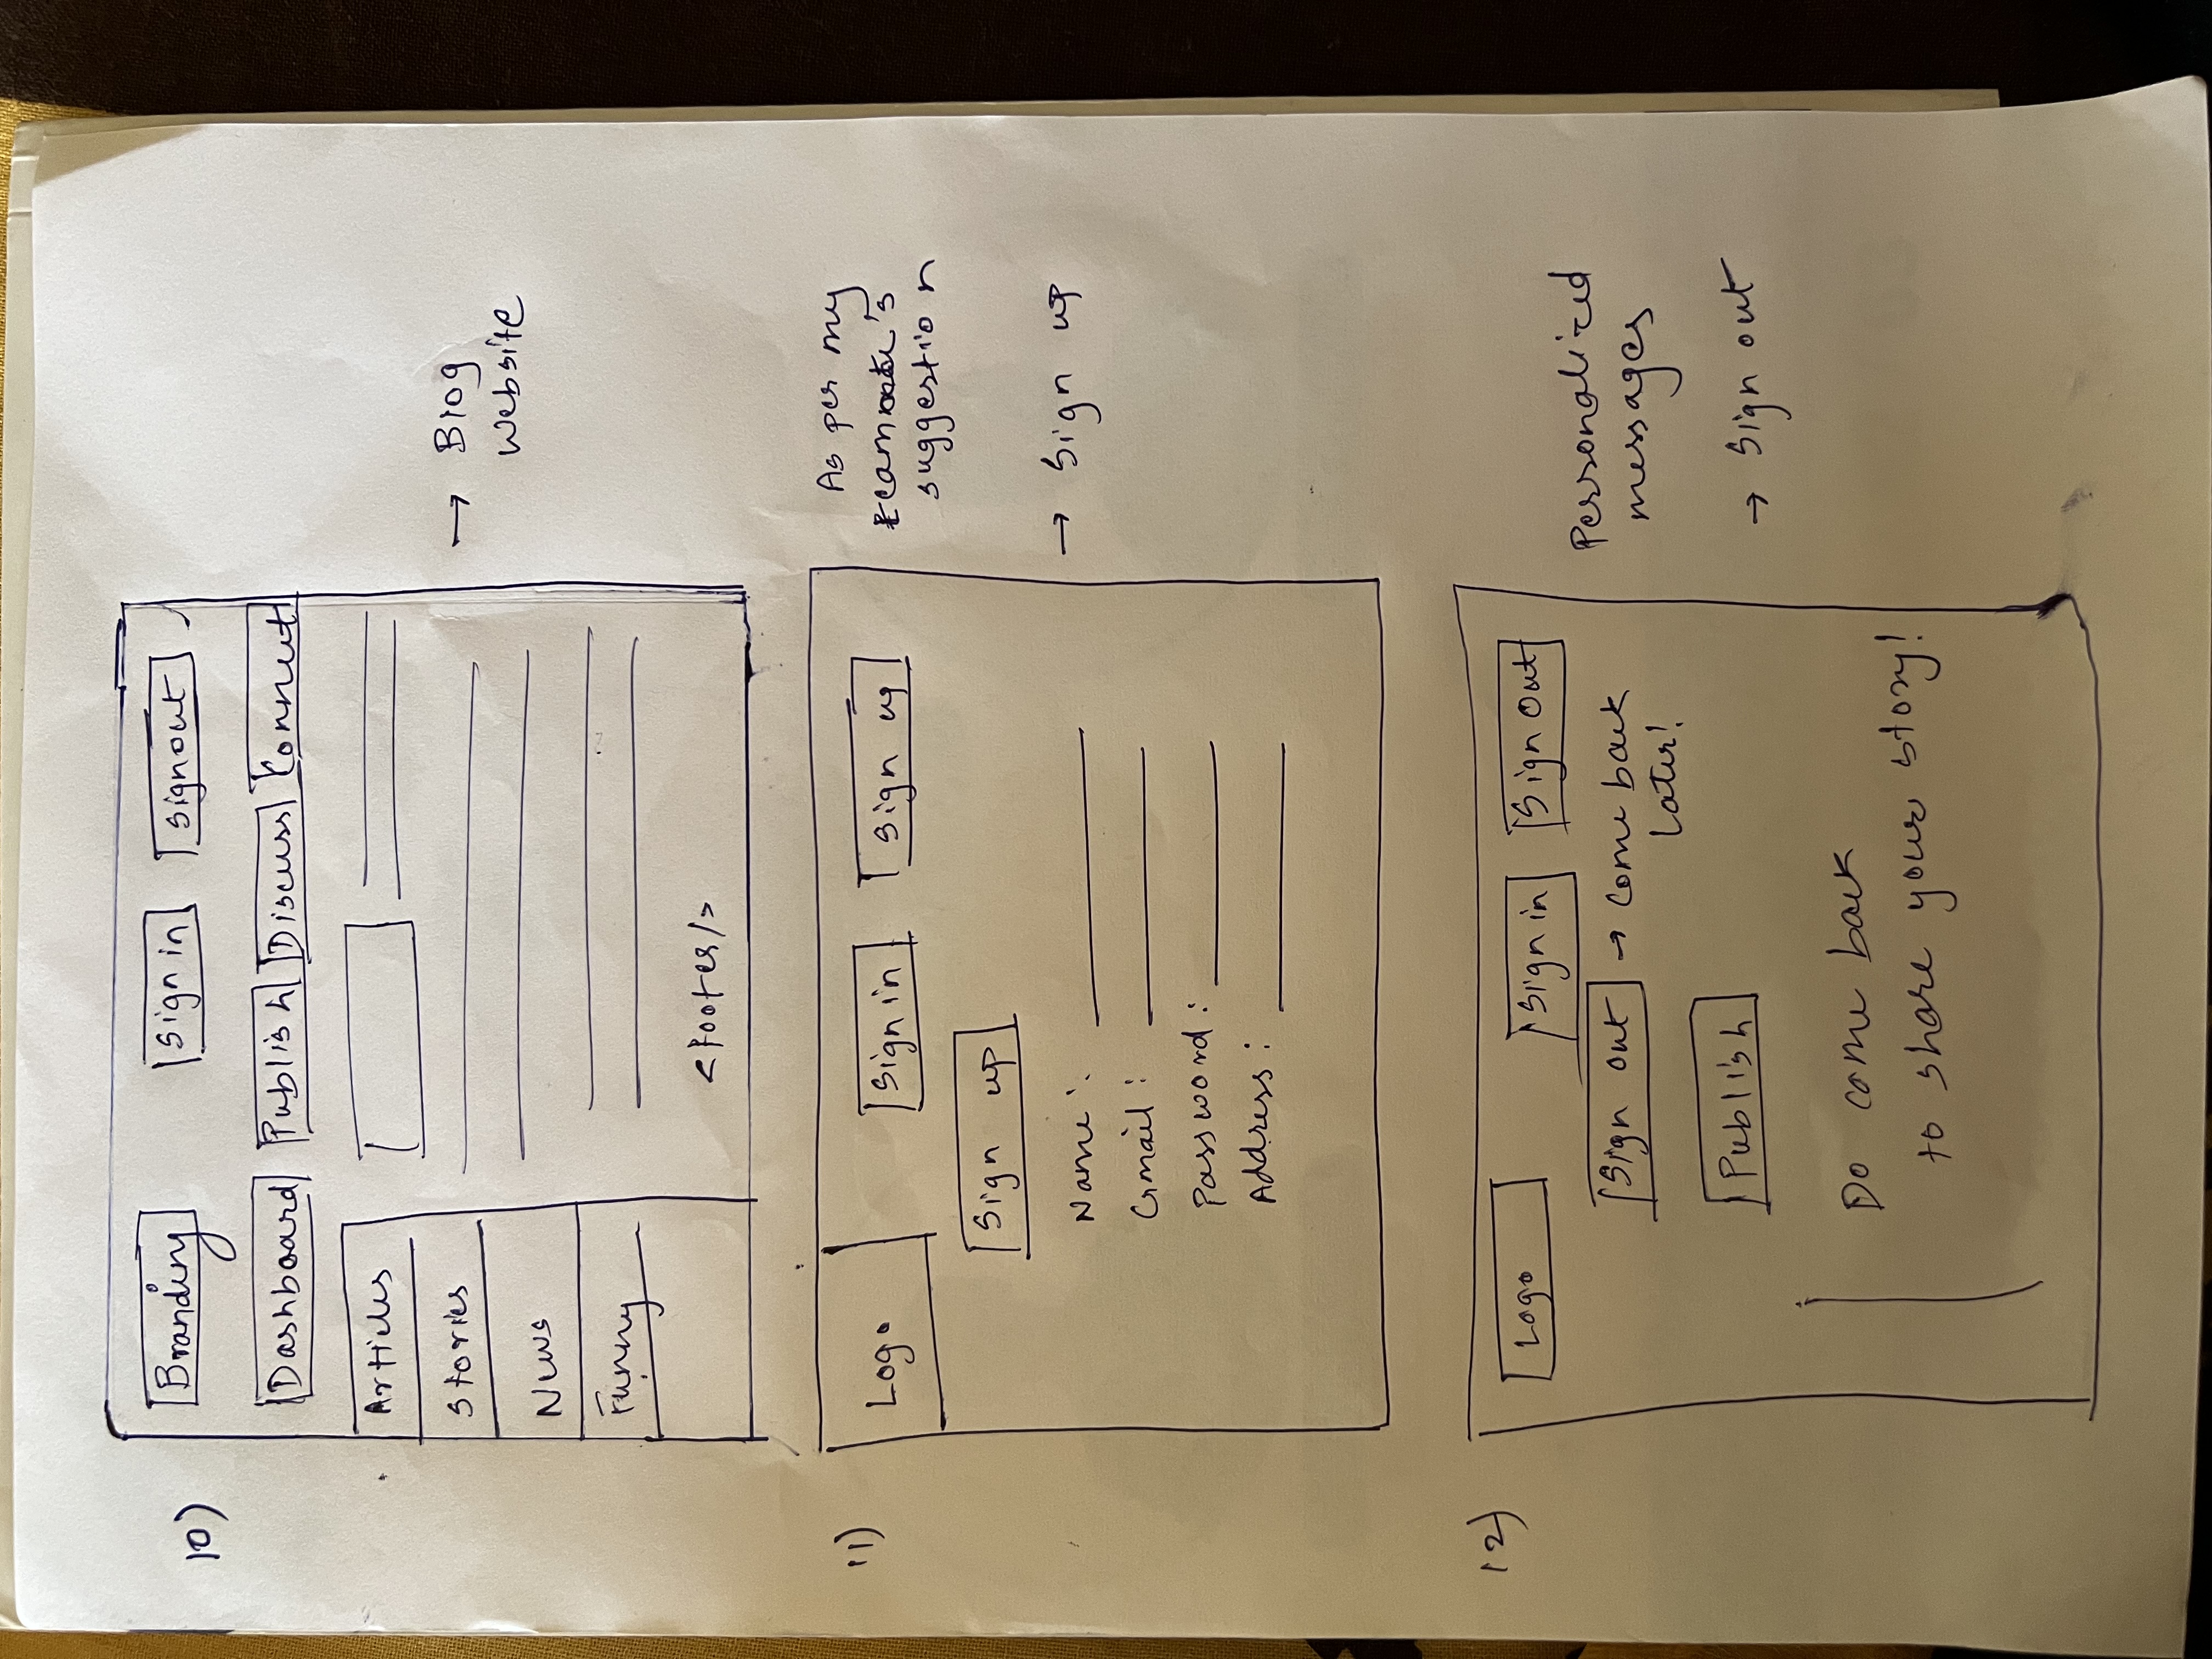 10)
Branding
Sign in
Signout
Dashboard
Publish
Discuss
Connect
Articles
Stories
News
Funny
<Footer/>
→ Blog
Website
11)
Logo
Sign in
Sign up
Sign up
Name :
Gmail :
Password :
Address :
As per my
teammate's
suggestion
→ Sign up
12)
Logo
Sign in
Sign Out
Sign out → Come back
Later!
Publish
Do come back
to share your story!
Personalized
messages
→ Sign out